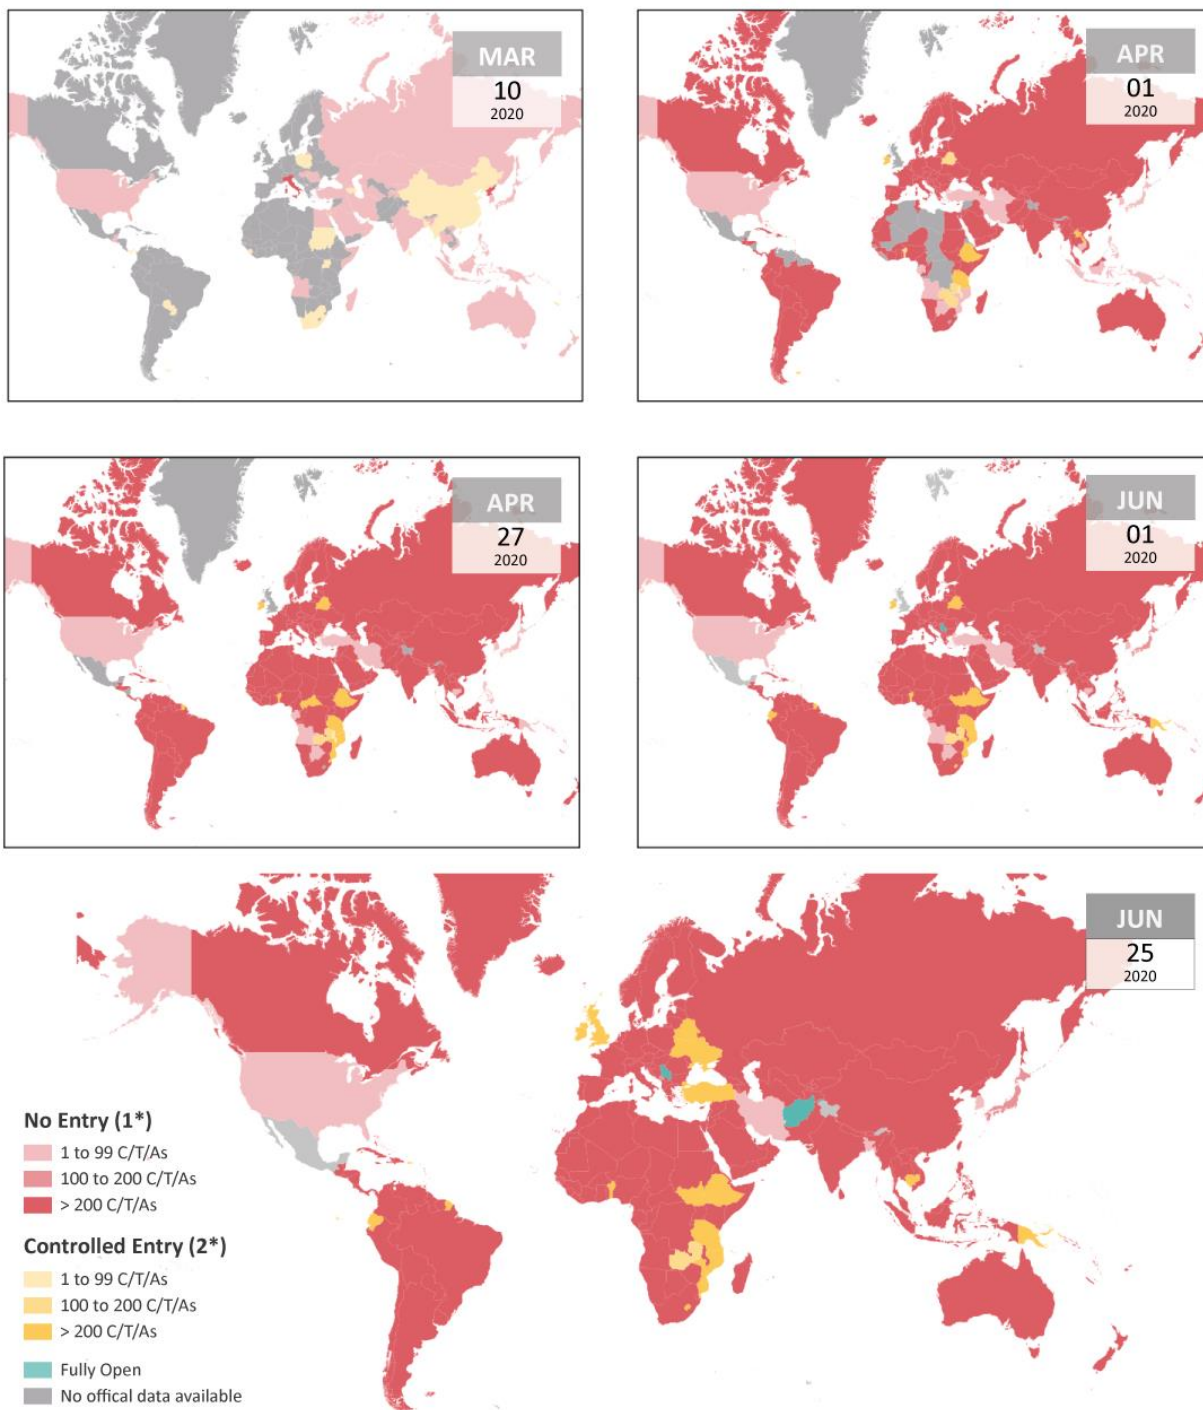 MAR
10
2020
APR
01
2020
APR
27
2020
JUN
01
2020
JUN
25
2020
No Entry (1*)
1 to 99 C/T/As
100 to 200 C/T/As
> 200 C/T/As
Controlled Entry (2*)
1 to 99 C/T/As
100 to 200 C/T/As
> 200 C/T/As
Fully Open
No offical data available